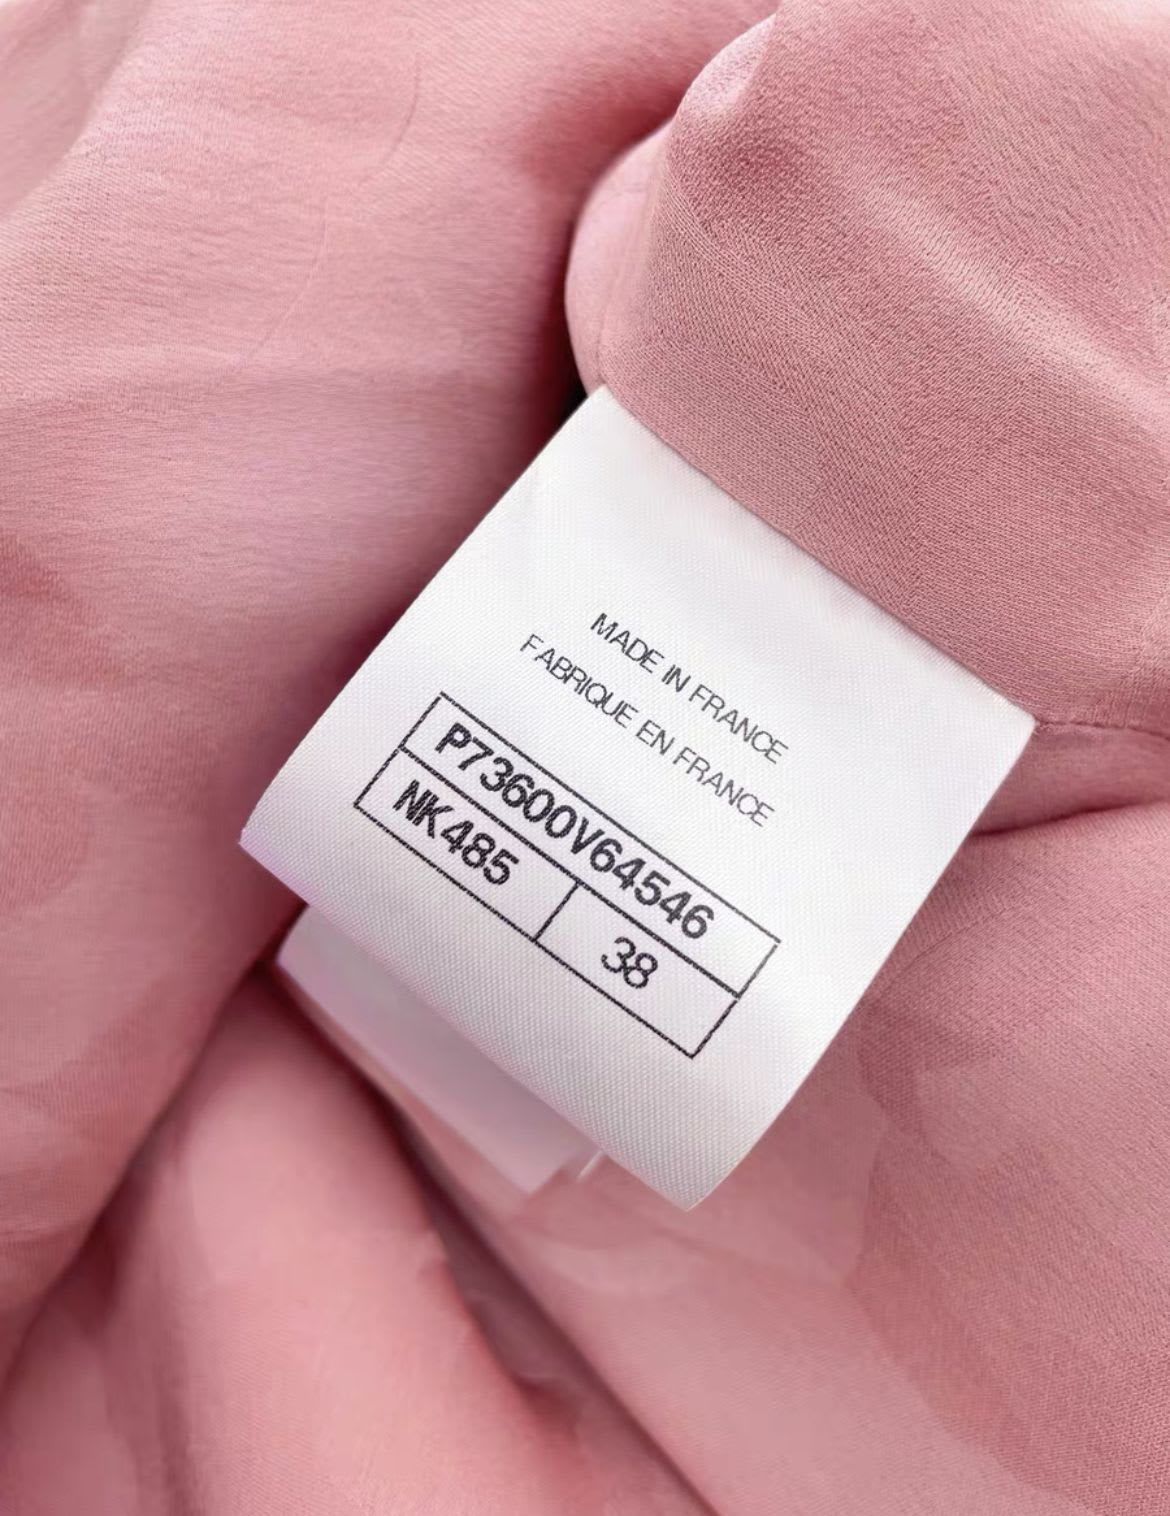 MADE IN FRANCE
FABRIQUE EN FRANCE
P73600V64546
NK485 38